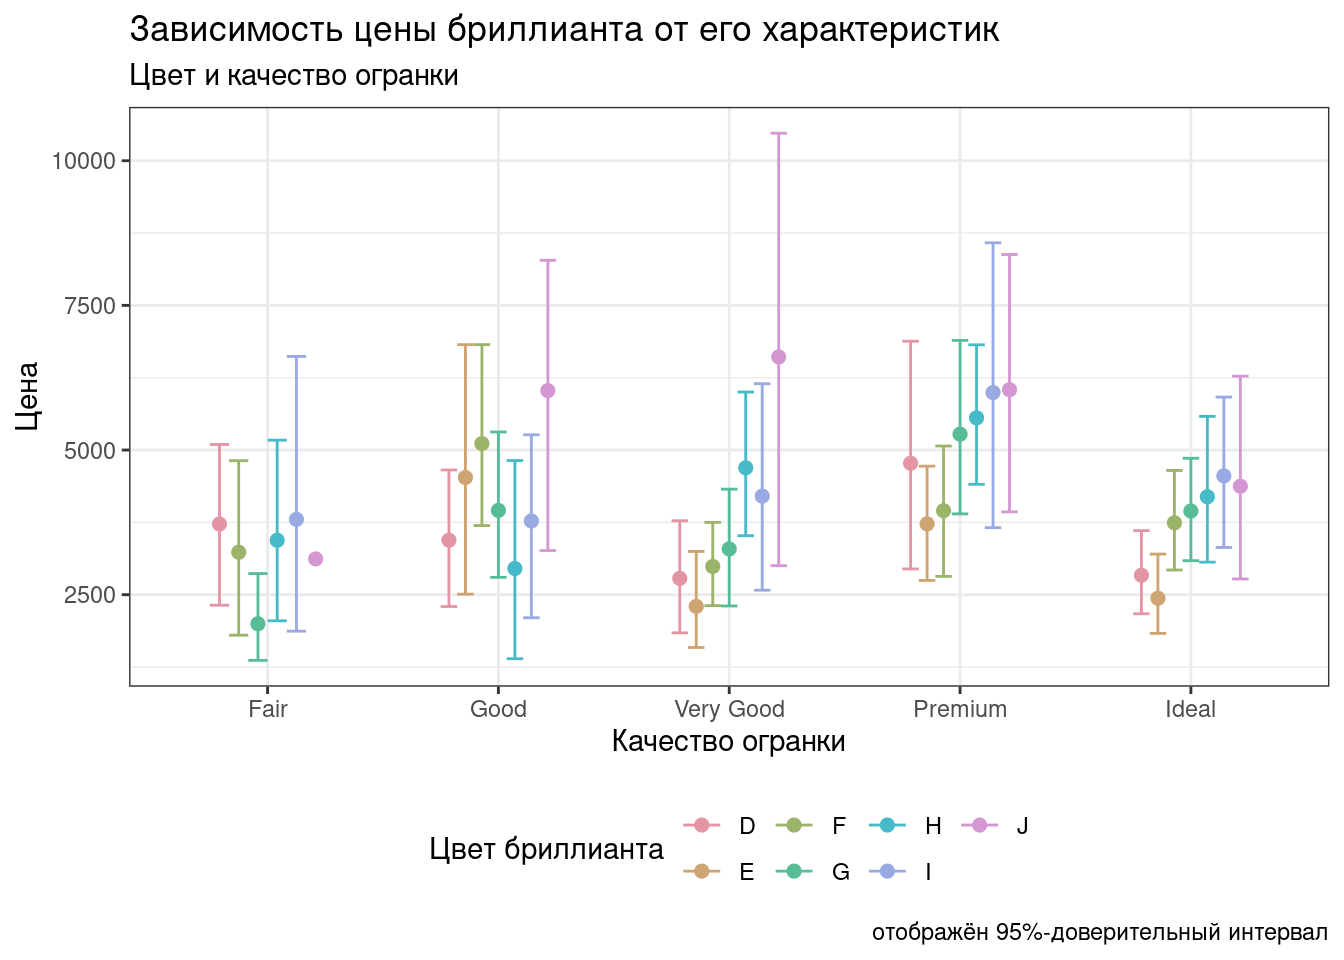 Зависимость цены бриллианта от его характеристик
Цвет и качество огранки
Цена
10000
7500
5000
2500
Fair Good Very Good Premium Ideal
Качество огранки
Цвет бриллианта
D F H J
E G I
отображён 95%-доверительный интервал